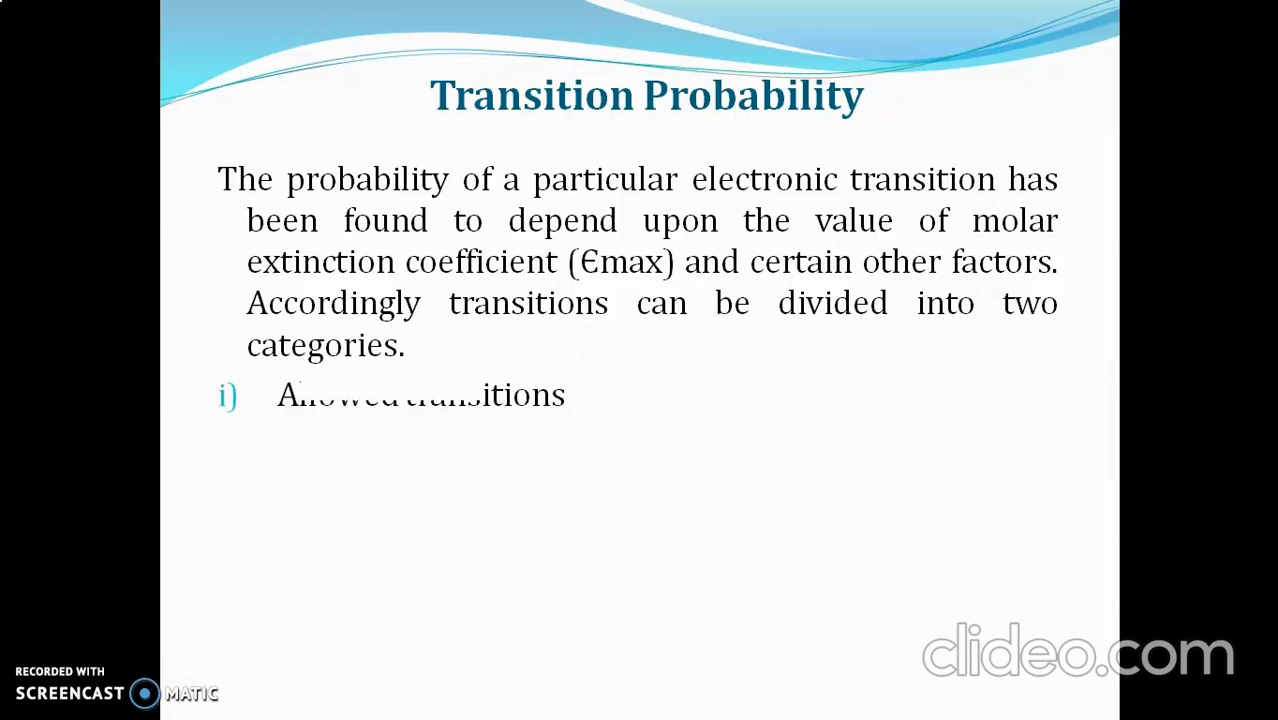 Transition Probability
The probability of a particular electronic transition has
been found to depend upon the value of molar
extinction coefficient (Єmax) and certain other factors.
Accordingly transitions can be divided into two
categories.
i) Allowed transitions
clideo.com
RECORDED WITH
SCREENCAST MATIC